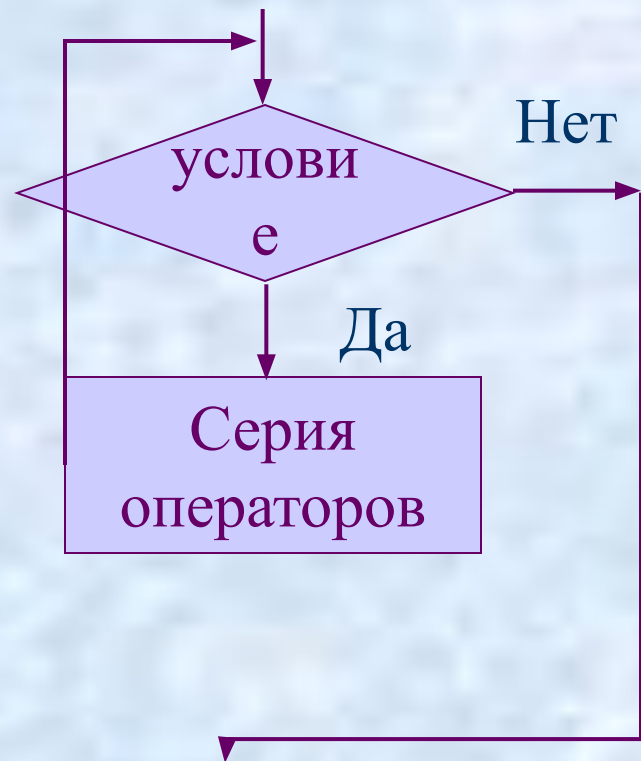 Нет
услови
е
Да
Серия
операторов